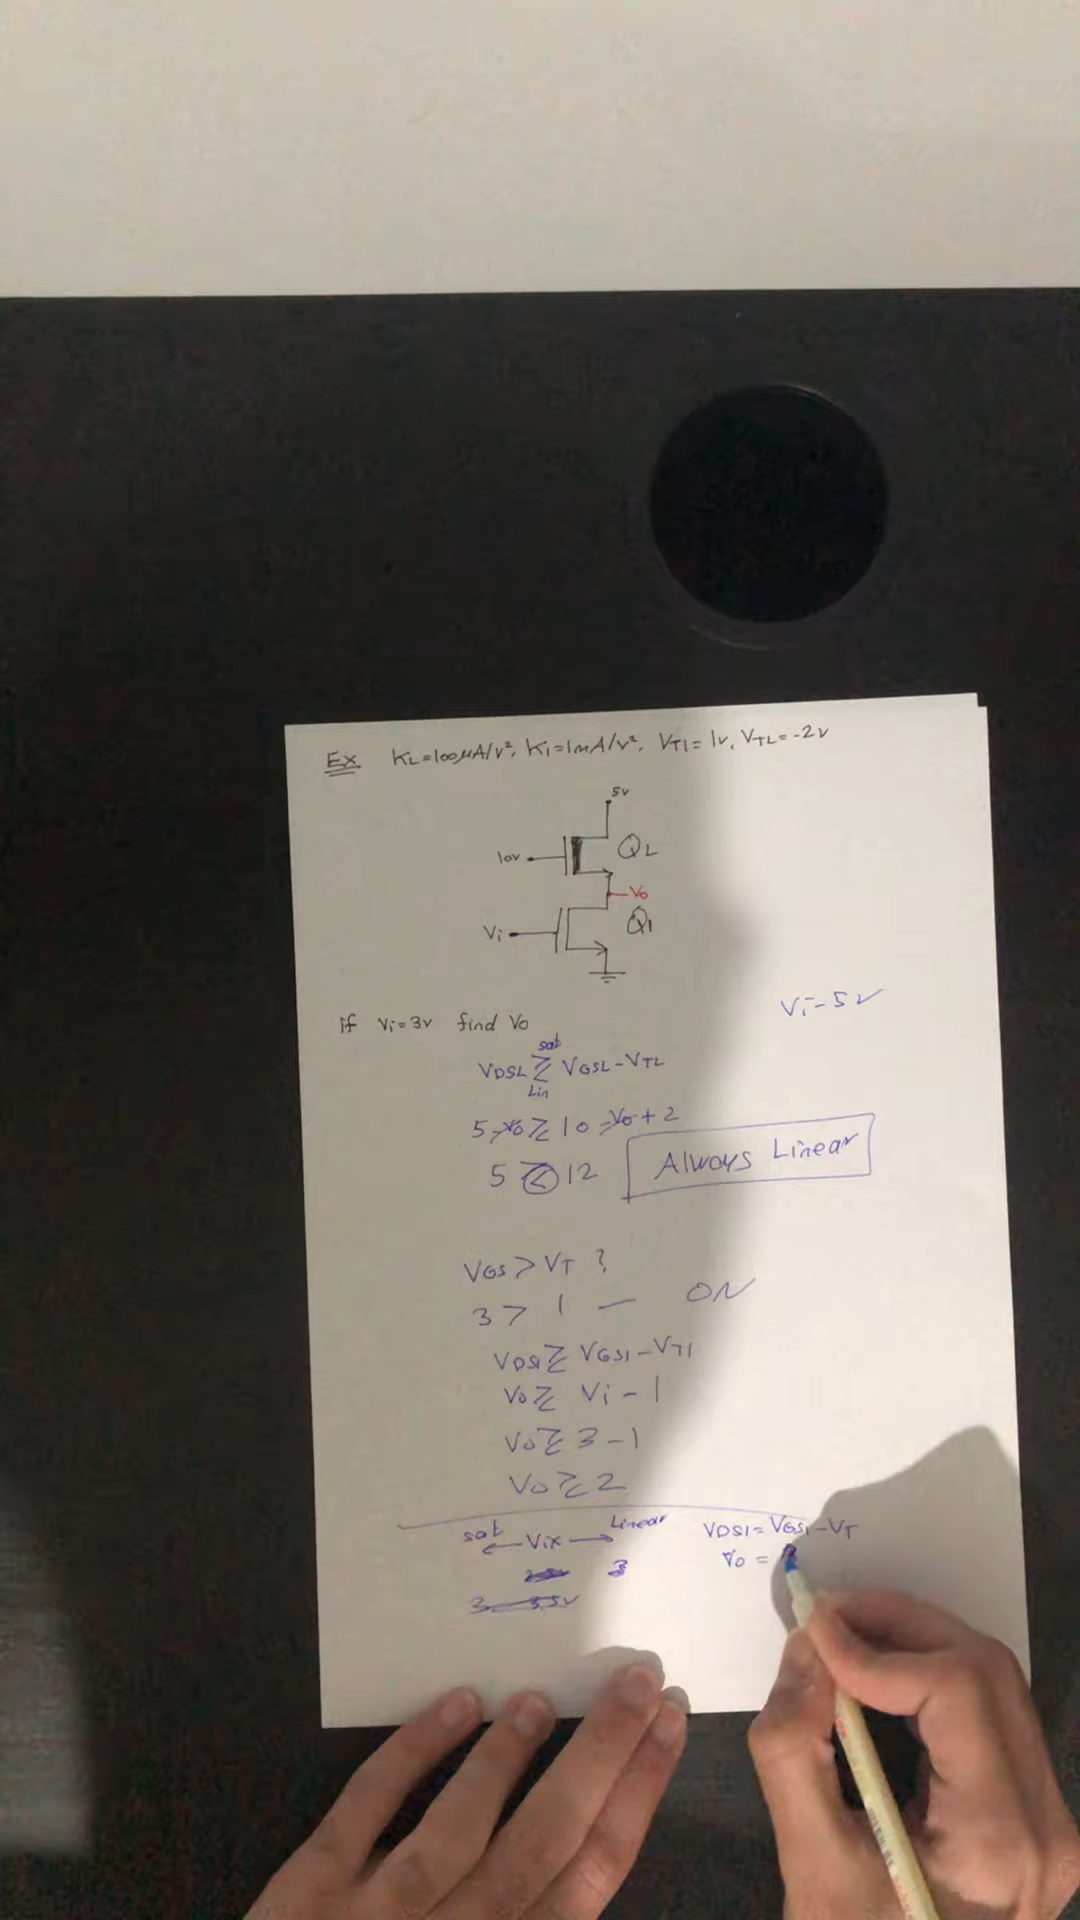 Ex KL=100μA/V², K1=1mA/V², VT1=1V, VTL=-2V
5V
10V
QL
Vo
Vi
Q1
Vi=5V
if Vi=3V find Vo
sat
VDSL ≷ VGSL-VTL
Lin
5-Vo ≷ 10-Vo+2
5 < 12 Always Linear
VGS > VT ?
3 > 1 — ON
VDS1 ≷ VGS1-VT1
Vo ≷ Vi - 1
Vo ≷ 3 - 1
Vo ≷ 2
sat ← Vix → Linear
3
VDS1 = VGS1-VT
Vo =